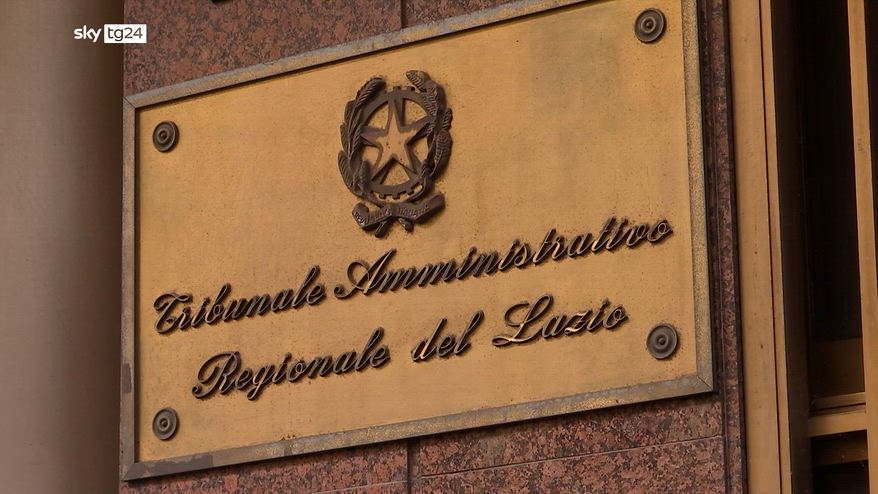 sky tg24
Tribunale Amministrativo
Regionale del Lazio